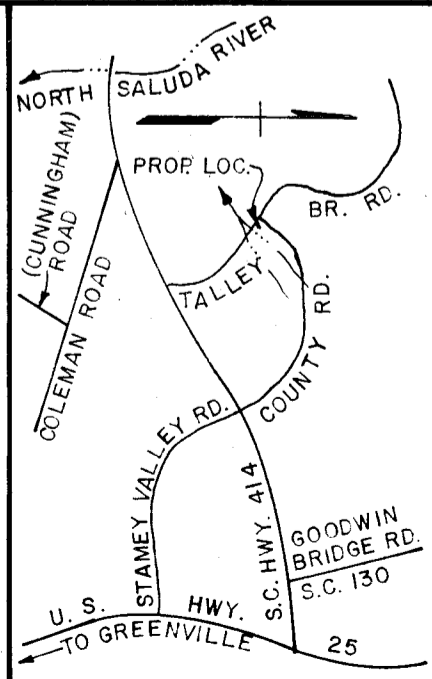 NORTH SALUDA RIVER
PROP. LOC.
(CUNNINGHAM)
ROAD
COLEMAN ROAD
TALLEY BR. RD.
COUNTY RD.
STAMEY VALLEY RD.
S.C. HWY. 414
GOODWIN
BRIDGE RD.
S.C. 130
U. S. HWY. 25
TO GREENVILLE